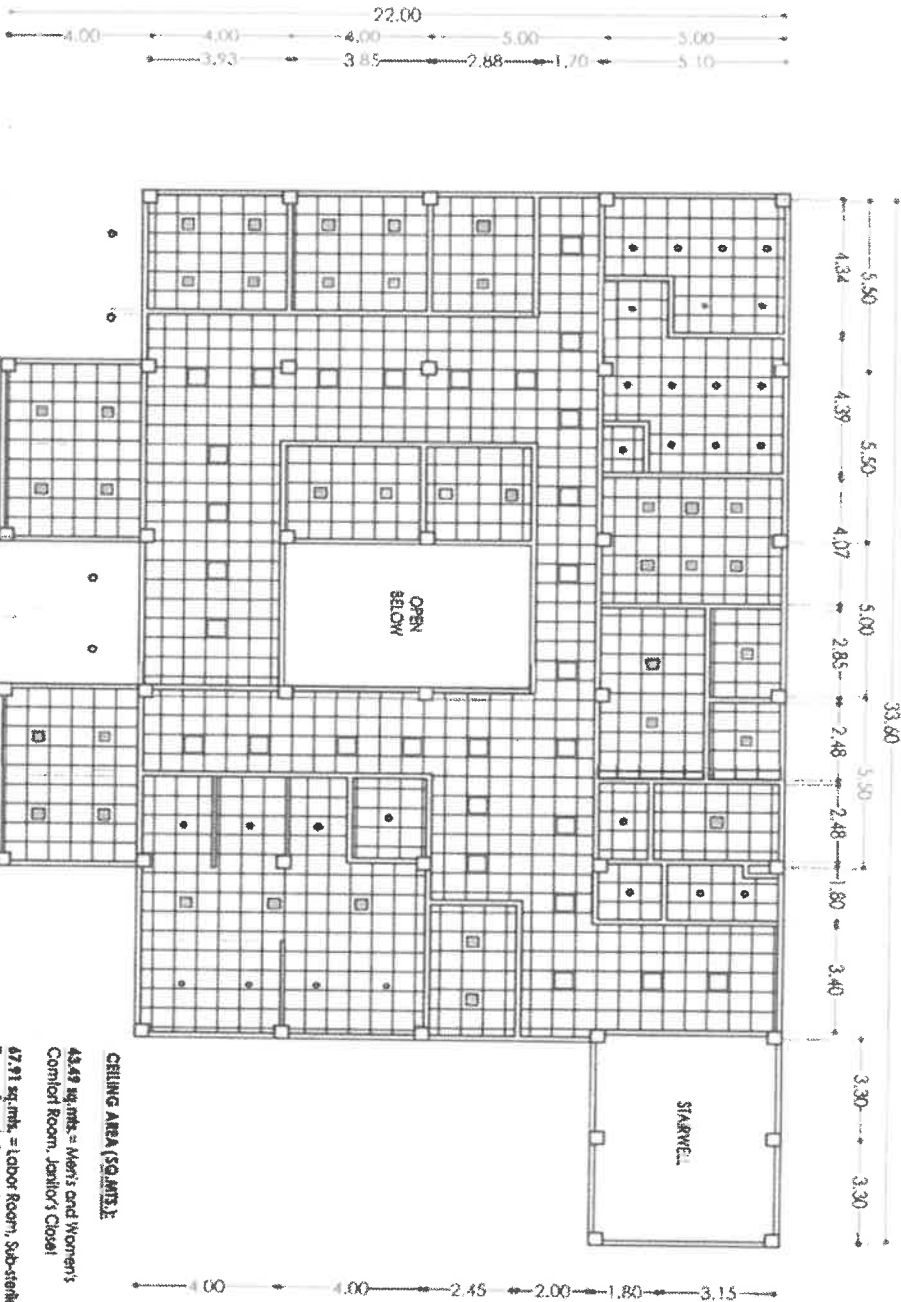 22.00
4.00 4.00 4.00 5.00 5.00
3.93 3.85 2.88 1.70 5.10
33.60
5.50 5.50 5.00 5.50 3.30 3.30
4.34 4.39 4.07 2.85 2.48 2.48 1.80 3.40
OPEN
BELOW
STAIRWELL
4.00 4.00 2.45 2.00 1.80 3.15
CEILING AREA (SQ.MTS.):
43.49 sq.mts. = Men's and Women's
Comfort Room, Janitor's Closet
67.91 sq.mts. = Labor Room,